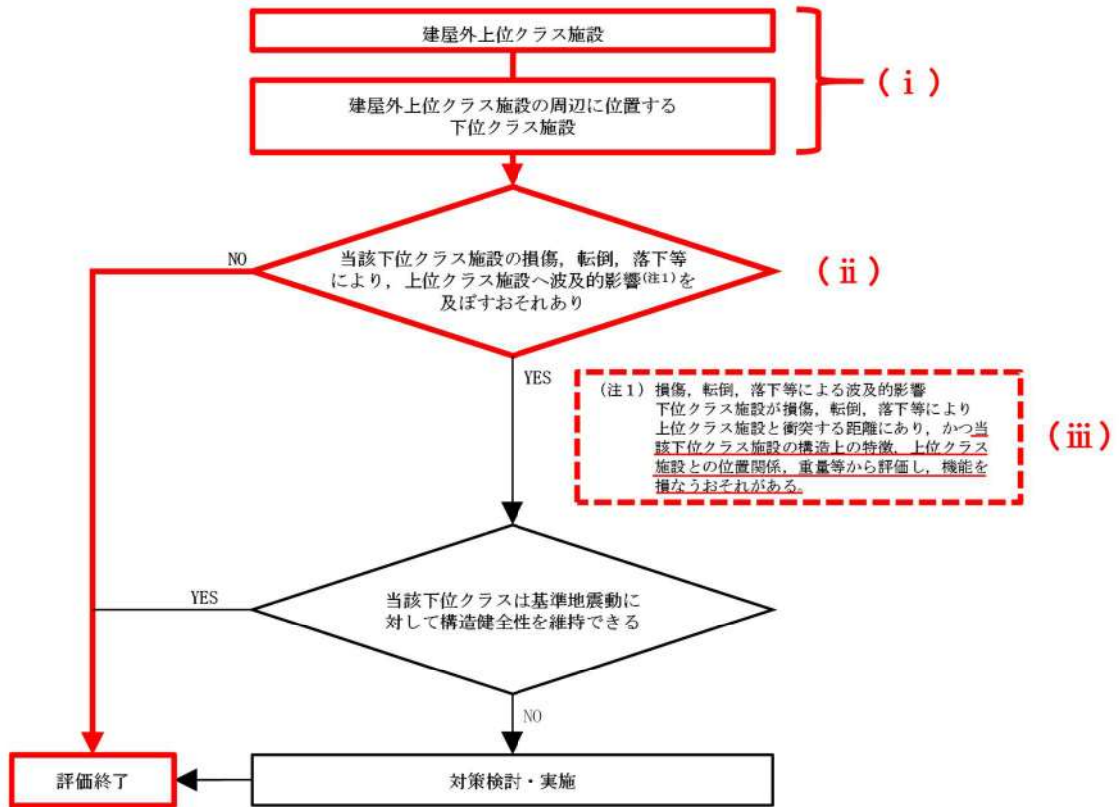 建屋外上位クラス施設
(ⅰ)
建屋外上位クラス施設の周辺に位置する
下位クラス施設
NO
当該下位クラス施設の損傷，転倒，落下等
により，上位クラス施設へ波及的影響(注1)を
及ぼすおそれあり
(ⅱ)
YES
(注1) 損傷，転倒，落下等による波及的影響
下位クラス施設が損傷，転倒，落下等により
上位クラス施設と衝突する距離にあり，かつ当
該下位クラス施設の構造上の特徴，上位クラス
施設との位置関係，重量等から評価し，機能を
損なうおそれがある。
(ⅲ)
YES
当該下位クラスは基準地震動に
対して構造健全性を維持できる
NO
評価終了
対策検討・実施